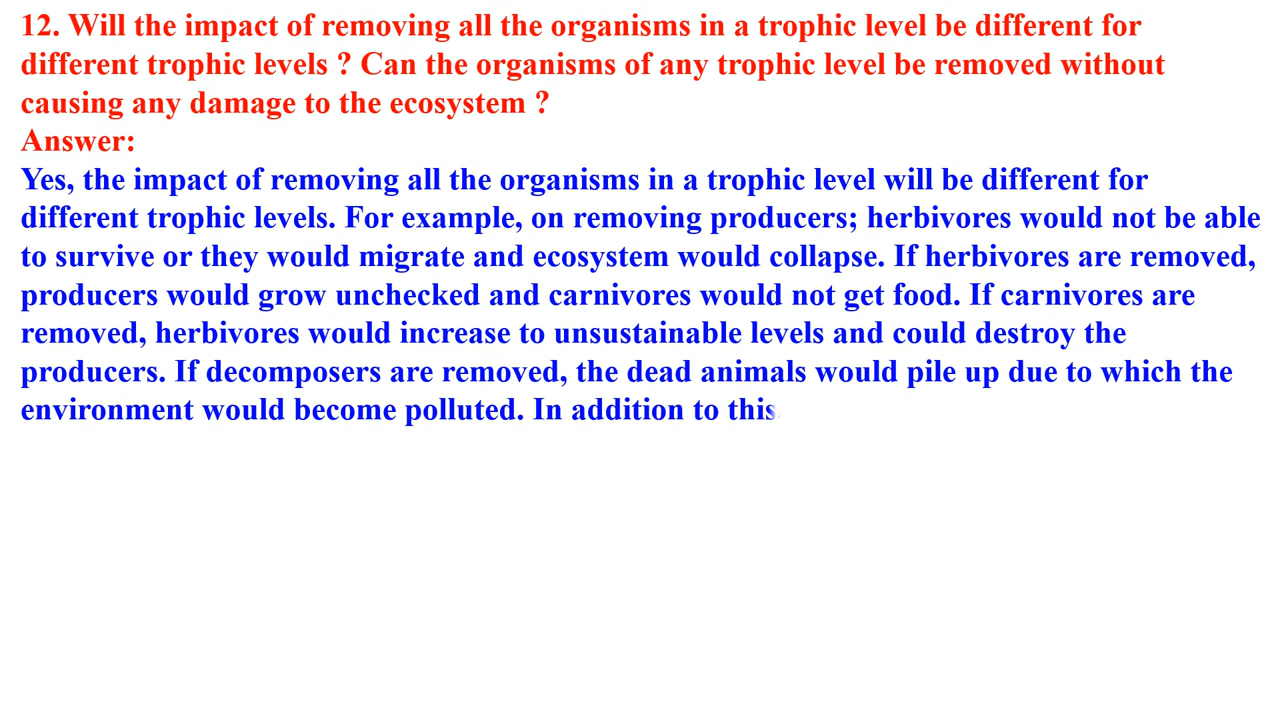 12. Will the impact of removing all the organisms in a trophic level be different for
different trophic levels ? Can the organisms of any trophic level be removed without
causing any damage to the ecosystem ?
Answer:
Yes, the impact of removing all the organisms in a trophic level will be different for
different trophic levels. For example, on removing producers; herbivores would not be able
to survive or they would migrate and ecosystem would collapse. If herbivores are removed,
producers would grow unchecked and carnivores would not get food. If carnivores are
removed, herbivores would increase to unsustainable levels and could destroy the
producers. If decomposers are removed, the dead animals would pile up due to which the
environment would become polluted. In addition to this